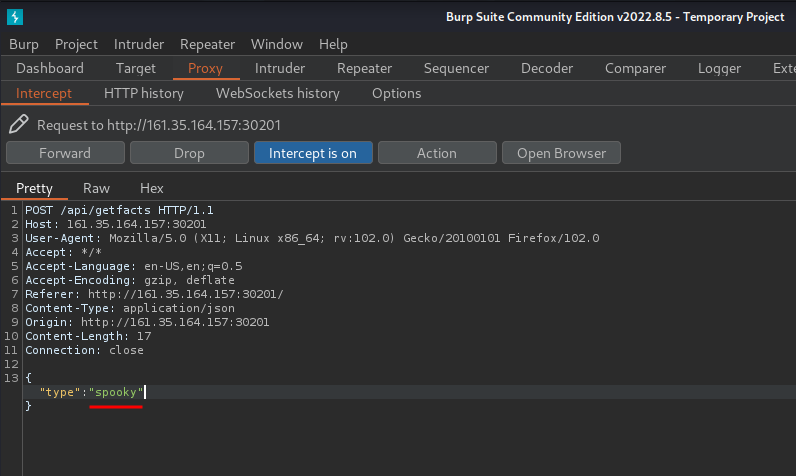 Burp Suite Community Edition v2022.8.5 - Temporary Project
Burp Project Intruder Repeater Window Help
Dashboard Target Proxy Intruder Repeater Sequencer Decoder Comparer Logger Exte
Intercept HTTP history WebSockets history Options
Request to http://161.35.164.157:30201
Forward Drop Intercept is on Action Open Browser
Pretty Raw Hex
1 POST /api/getfacts HTTP/1.1
2 Host: 161.35.164.157:30201
3 User-Agent: Mozilla/5.0 (X11; Linux x86_64; rv:102.0) Gecko/20100101 Firefox/102.0
4 Accept: */*
5 Accept-Language: en-US,en;q=0.5
6 Accept-Encoding: gzip, deflate
7 Referer: http://161.35.164.157:30201/
8 Content-Type: application/json
9 Origin: http://161.35.164.157:30201
10 Content-Length: 17
11 Connection: close
12
13 {
"type":"spooky"
}